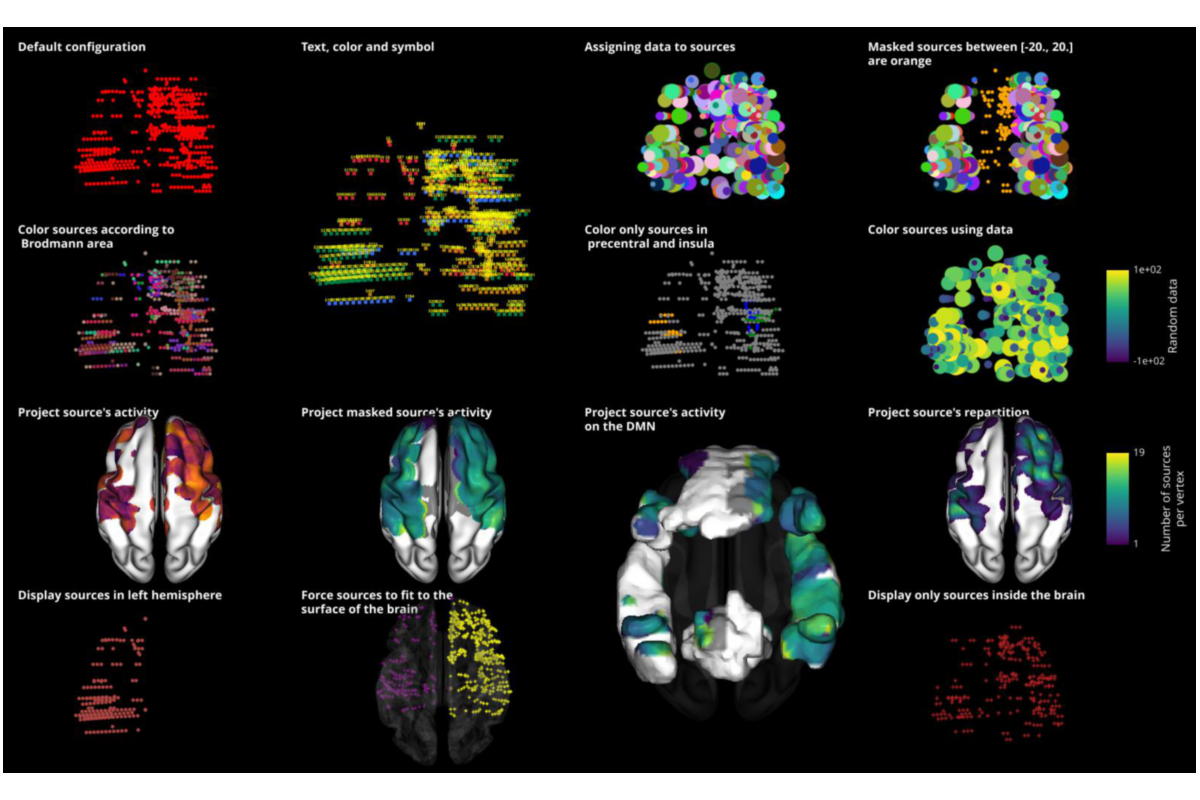 Default configuration
Text, color and symbol
Assigning data to sources
Masked sources between [-20., 20.]
are orange
Color sources according to
Brodmann area
Color only sources in
precentral and insula
Color sources using data
1e+02
-1e+02
Random data
Project source's activity
Project masked source's activity
Project source's activity
on the DMN
Project source's repartition
19
1
Number of sources
per vertex
Display sources in left hemisphere
Force sources to fit to the
surface of the brain
Display only sources inside the brain